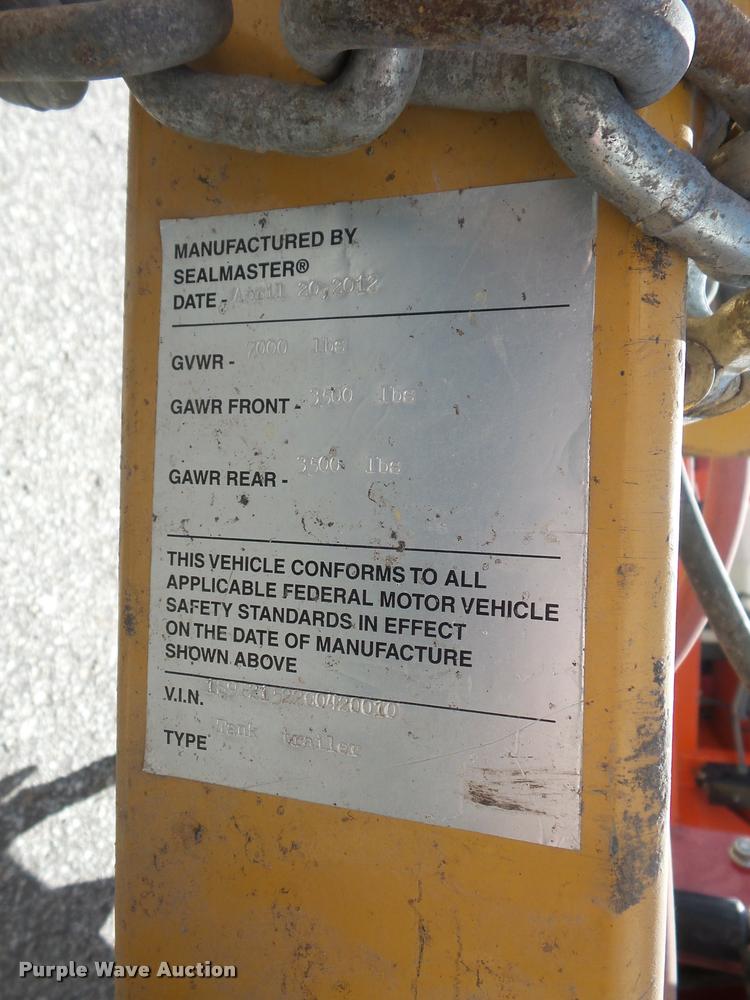 MANUFACTURED BY
SEALMASTER®
DATE - April 20,2012
GVWR - 7000 lbs
GAWR FRONT - 3500 lbs
GAWR REAR - 3500 lbs
THIS VEHICLE CONFORMS TO ALL
APPLICABLE FEDERAL MOTOR VEHICLE
SAFETY STANDARDS IN EFFECT
ON THE DATE OF MANUFACTURE
SHOWN ABOVE
V.I.N.
TYPE Tank trailer
Purple Wave Auction